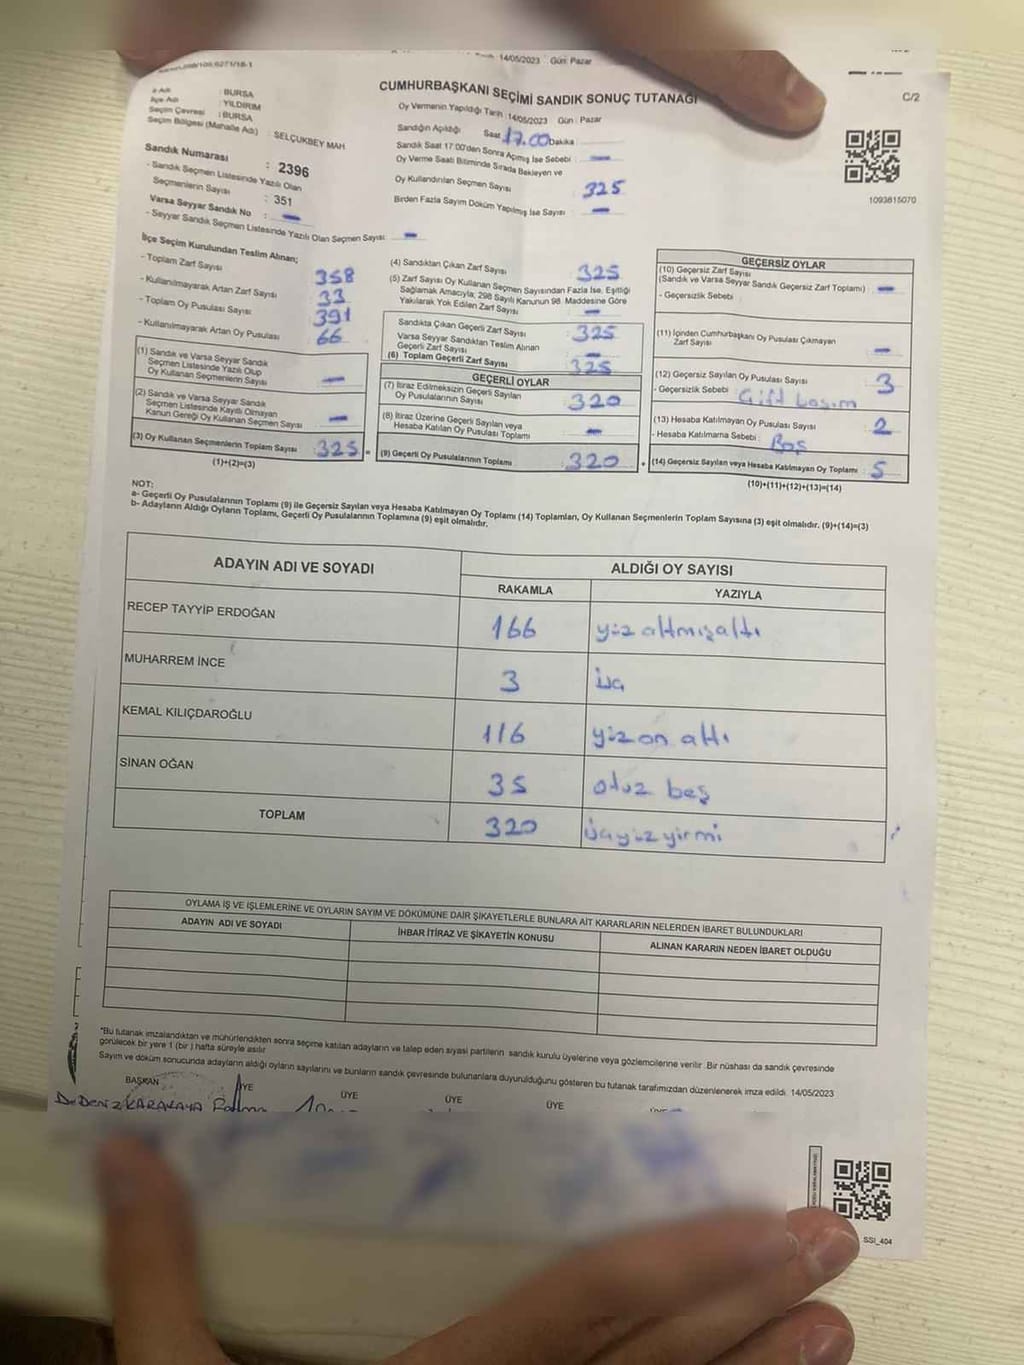 14/05/2023 Gün: Pazar
CUMHURBAŞKANI SEÇİMİ SANDIK SONUÇ TUTANAĞI
C/2
İlçe Adı : BURSA
: YILDIRIM
Seçim Çevresi : BURSA
Seçim Bölgesi (Mahalle Adı) : SELÇUKBEY MAH
Sandık Numarası : 2396
- Sandık Seçmen Listesinde Yazılı Olan
Seçmenlerin Sayısı : 351
Varsa Seyyar Sandık No : -
- Seyyar Sandık Seçmen Listesinde Yazılı Olan Seçmen Sayısı -
Oy Vermenin Yapıldığı Tarih 14/05/2023 Gün : Pazar
Sandığın Açıldığı Saat 17.00 Dakika
Sandık Saat 17.00'den Sonra Açılmış İse Sebebi -
Oy Verme Saati Bitiminde Sırada Bekleyen ve
Oy Kullandırılan Seçmen Sayısı 325
Birden Fazla Sayım Döküm Yapılmış İse Sayısı -
1093615070
İlçe Seçim Kurulundan Teslim Alınan;
- Toplam Zarf Sayısı 358
- Kullanılmayarak Artan Zarf Sayısı 33
- Toplam Oy Pusulası Sayısı 391
- Kullanılmayarak Artan Oy Pusulası 66
(1) Sandık ve Varsa Seyyar Sandık
Seçmen Listesinde Yazılı Olup
Oy Kullanan Seçmenlerin Sayısı -
(2) Sandık ve Varsa Seyyar Sandık
Seçmen Listesinde Kayıtlı Olmayan
Kanun Gereği Oy Kullanan Seçmen Sayısı -
(3) Oy Kullanan Seçmenlerin Toplam Sayısı 325 =
(1)+(2)=(3)
(4) Sandıktan Çıkan Zarf Sayısı 325
(5) Zarf Sayısı Oy Kullanan Seçmen Sayısından Fazla İse, Eşitliği
Sağlamak Amacıyla; 298 Sayılı Kanunun 98. Maddesine Göre
Yakılarak Yok Edilen Zarf Sayısı -
Sandıkta Çıkan Geçerli Zarf Sayısı 325
Varsa Seyyar Sandıktan Teslim Alınan
Geçerli Zarf Sayısı -
(6) Toplam Geçerli Zarf Sayısı 325
GEÇERLİ OYLAR
(7) İtiraz Edilmeksizin Geçerli Sayılan
Oy Pusulalarının Sayısı 320
(8) İtiraz Üzerine Geçerli Sayılan veya
Hesaba Katılan Oy Pusulası Toplamı -
(9) Geçerli Oy Pusulalarının Toplamı 320 +
GEÇERSİZ OYLAR
(10) Geçersiz Zarf Sayısı
(Sandık ve Varsa Seyyar Sandık Geçersiz Zarf Toplamı) -
- Geçersizlik Sebebi :
(11) İçinden Cumhurbaşkanı Oy Pusulası Çıkmayan
Zarf Sayısı -
(12) Geçersiz Sayılan Oy Pusulası Sayısı 3
- Geçersizlik Sebebi :
(13) Hesaba Katılmayan Oy Pusulası Sayısı 2
- Hesaba Katılmama Sebebi : Boş
(14) Geçersiz Sayılan veya Hesaba Katılmayan Oy Toplamı : 5
(10)+(11)+(12)+(13)=(14)
NOT:
a- Geçerli Oy Pusulalarının Toplamı (9) ile Geçersiz Sayılan veya Hesaba Katılmayan Oy Toplamı (14) Toplamları, Oy Kullanan Seçmenlerin Toplam Sayısına (3) eşit olmalıdır. (9)+(14)=(3)
b- Adayların Aldığı Oyların Toplamı, Geçerli Oy Pusulalarının Toplamına (9) eşit olmalıdır.
ADAYIN ADI VE SOYADI ALDIĞI OY SAYISI
RAKAMLA YAZIYLA
RECEP TAYYİP ERDOĞAN 166 yüz altmış altı
MUHARREM İNCE 3 üç
KEMAL KILIÇDAROĞLU 116 yüz on altı
SİNAN OĞAN 35 otuz beş
TOPLAM 320 üçyüz yirmi
OYLAMA İŞ VE İŞLEMLERİNE VE OYLARIN SAYIM VE DÖKÜMÜNE DAİR ŞİKAYETLERLE BUNLARA AİT KARARLARIN NELERDEN İBARET BULUNDUKLARI
ADAYIN ADI VE SOYADI İHBAR İTİRAZ VE ŞİKAYETİN KONUSU ALINAN KARARIN NEDEN İBARET OLDUĞU
"Bu tutanak imzalandıktan ve mühürlendikten sonra seçime katılan adayların ve talep eden siyasi partilerin sandık kurulu üyelerine veya gözlemcilerine verilir. Bir nüshası da sandık çevresinde
görülecek bir yere 1 (bir) hafta süreyle asılır
Sayım ve döküm sonucunda adayların aldığı oyların sayılarını ve bunların sandık çevresinde bulunanlara duyurulduğunu gösteren bu tutanak tarafımızdan düzenlenerek imza edildi. 14/05/2023
BAŞKAN ÜYE ÜYE ÜYE ÜYE
DENİZ KARAKAYA
SSI_404